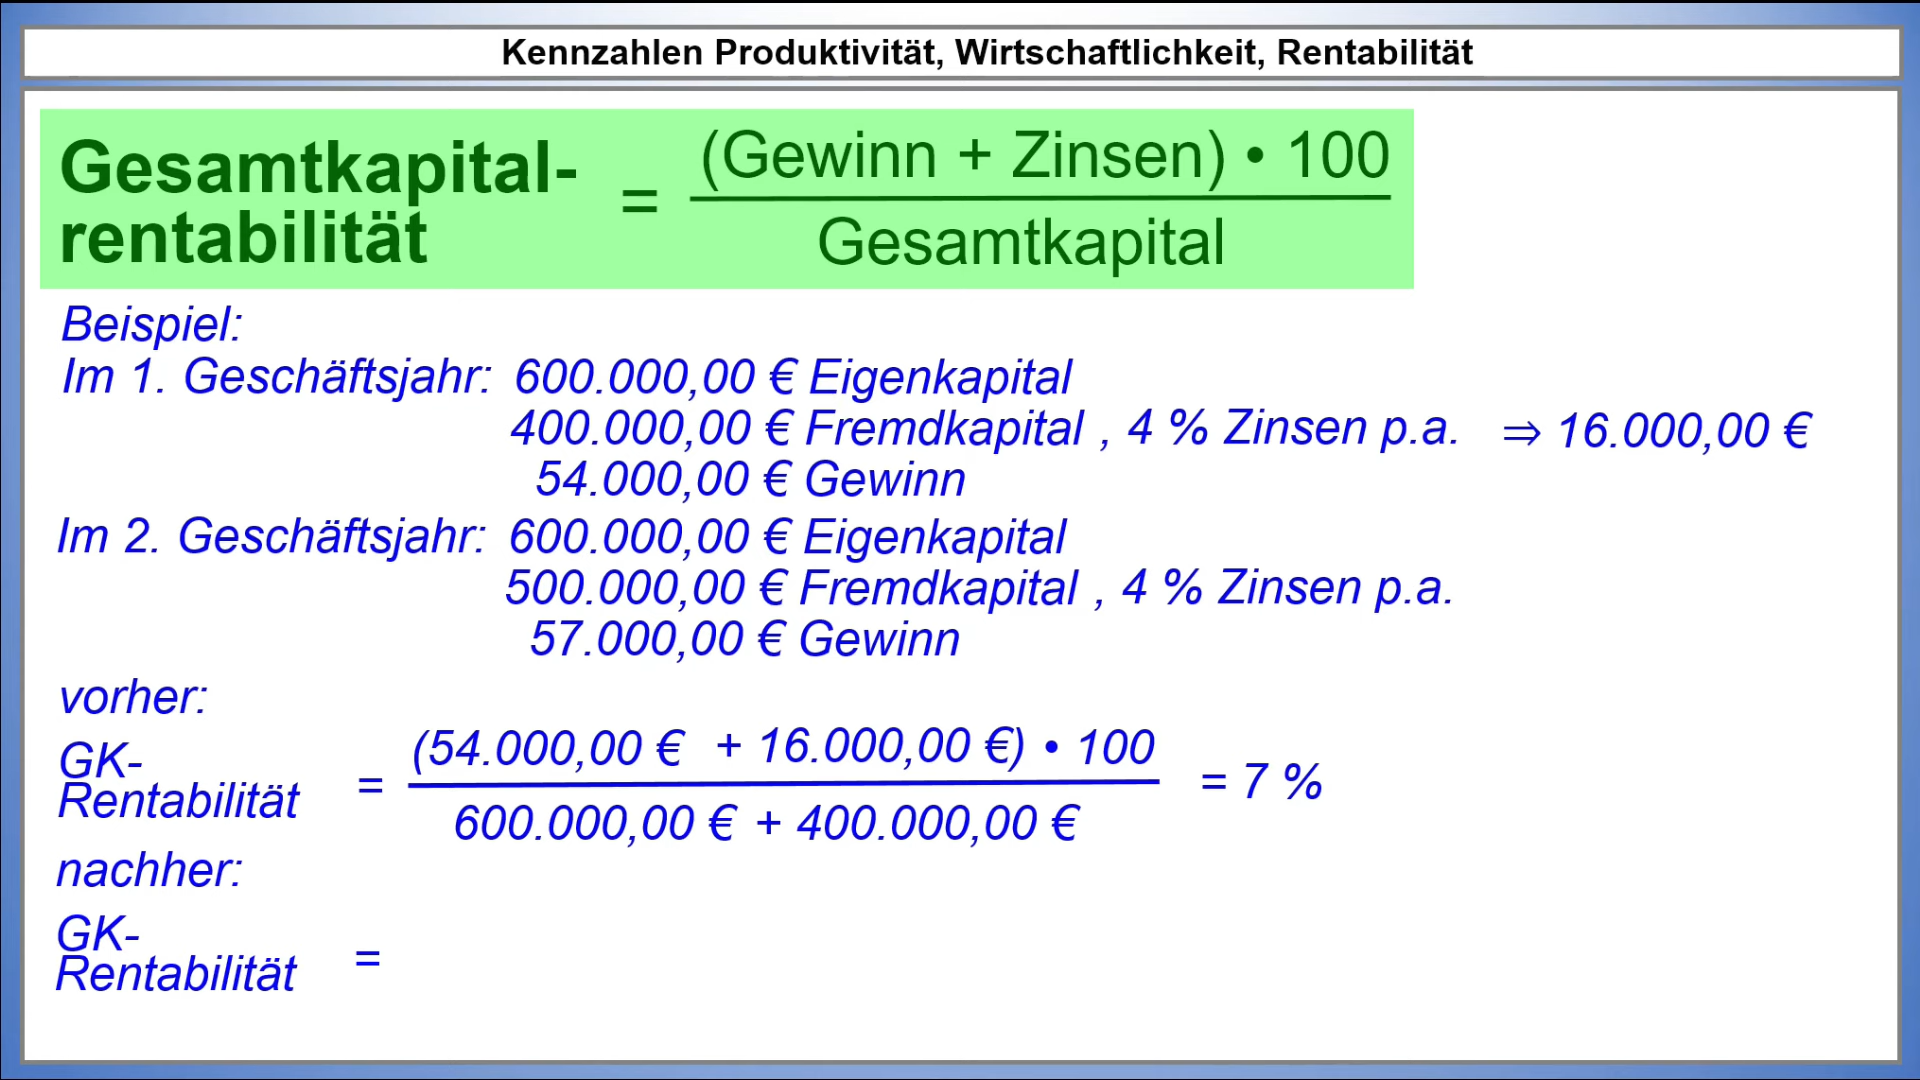 Kennzahlen Produktivität, Wirtschaftlichkeit, Rentabilität
Gesamtkapital-
rentabilität
= (Gewinn + Zinsen) • 100
Gesamtkapital
Beispiel:
Im 1. Geschäftsjahr: 600.000,00 € Eigenkapital
400.000,00 € Fremdkapital , 4 % Zinsen p.a. ⇒ 16.000,00 €
54.000,00 € Gewinn
Im 2. Geschäftsjahr: 600.000,00 € Eigenkapital
500.000,00 € Fremdkapital , 4 % Zinsen p.a.
57.000,00 € Gewinn
vorher:
GK-
Rentabilität
= (54.000,00 € + 16.000,00 €) • 100
600.000,00 € + 400.000,00 €
= 7 %
nachher:
GK-
Rentabilität
=